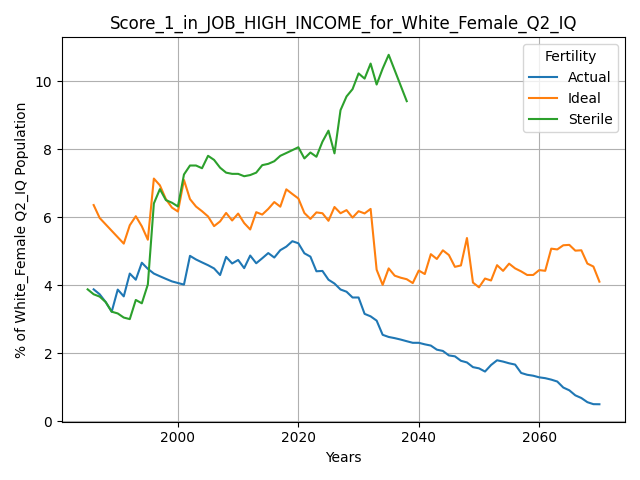 Score_1_in_JOB_HIGH_INCOME_for_White_Female_Q2_IQ
Fertility
Actual
Ideal
Sterile
% of White_Female Q2_IQ Population
10
8
6
4
2
0
2000
2020
2040
2060
Years